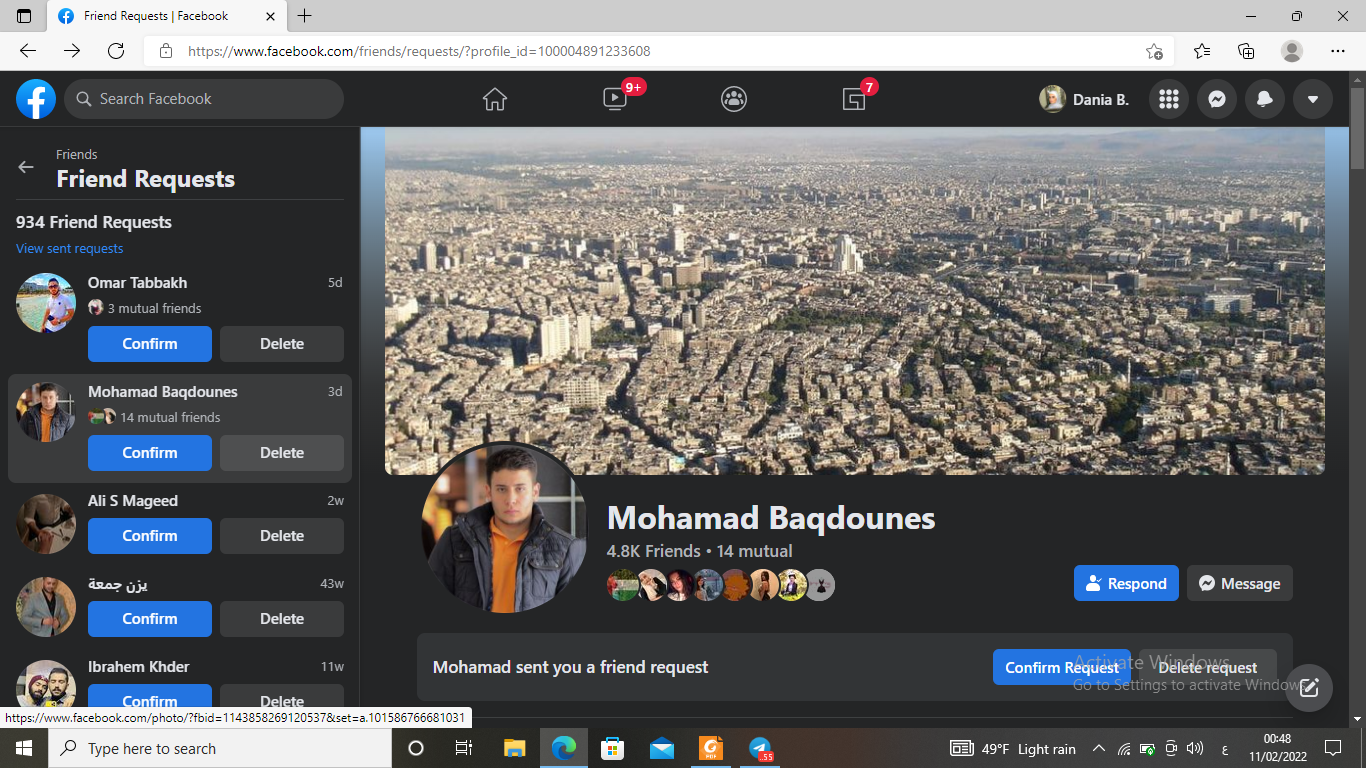 Friend Requests | Facebook
https://www.facebook.com/friends/requests/?profile_id=100004891233608
Search Facebook
9+
7
Dania B.
Friends
Friend Requests
934 Friend Requests
View sent requests
Omar Tabbakh
5d
3 mutual friends
Confirm
Delete
Mohamad Baqdounes
3d
14 mutual friends
Confirm
Delete
Ali S Mageed
2w
Confirm
Delete
يزن جمعة
43w
Confirm
Delete
Ibrahem Khder
11w
Confirm
Delete
Mohamad Baqdounes
4.8K Friends • 14 mutual
Respond
Message
Mohamad sent you a friend request
Confirm Request
Delete request
Activate Windows
Go to Settings to activate Windows.
https://www.facebook.com/photo/?fbid=1143858269120537&set=a.101586766681031
Type here to search
PDF
.55
49°F Light rain
ع
00:48
11/02/2022